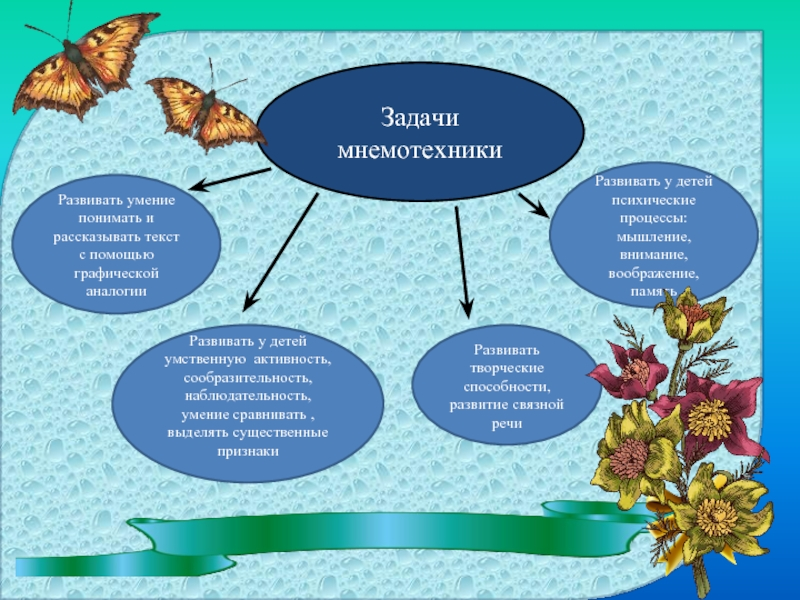 Задачи
мнемотехники
Развивать умение
понимать и
рассказывать текст
с помощью
графической
аналогии
Развивать у детей
умственную активность,
сообразительность,
наблюдательность,
умение сравнивать ,
выделять существенные
признаки
Развивать
творческие
способности,
развитие связной
речи
Развивать у детей
психические
процессы:
мышление,
внимание,
воображение,
память